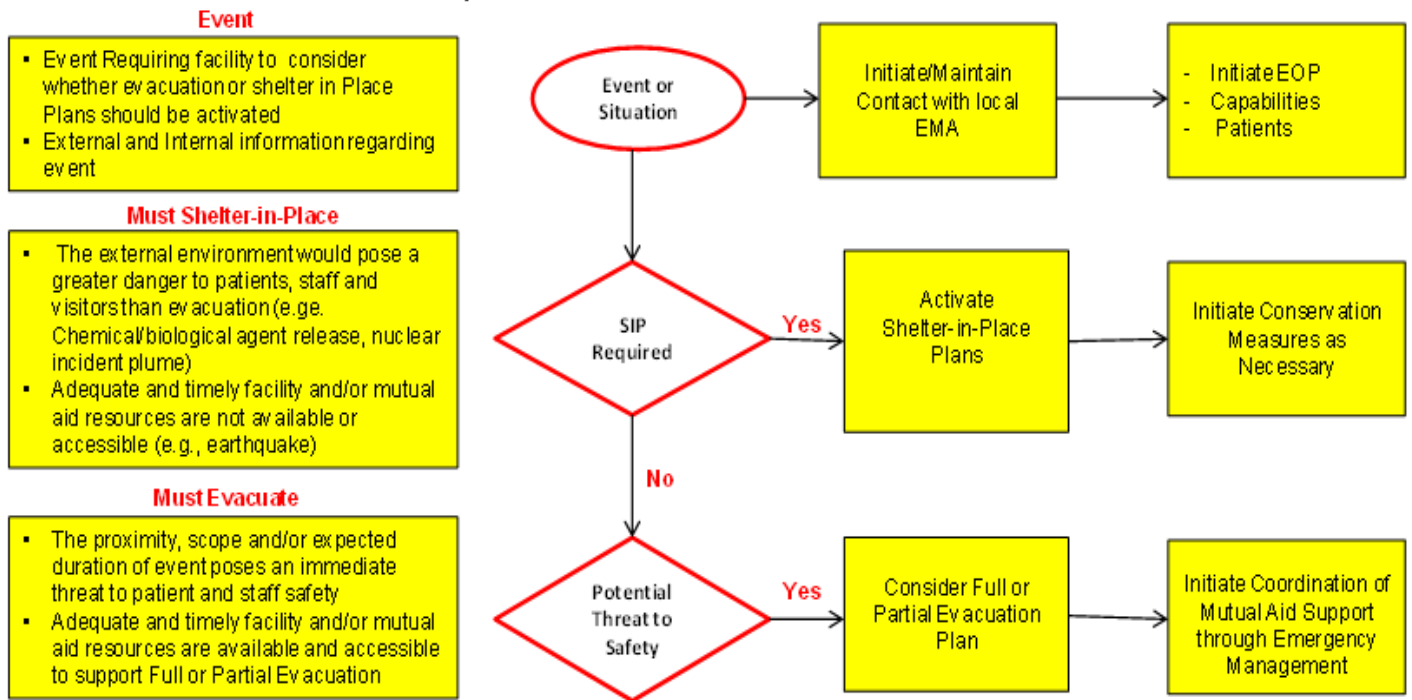 Event
▪ Event Requiring facility to consider
whether evacuation or shelter in Place
Plans should be activated
▪ External and Internal information regarding
event
Must Shelter-in-Place
▪ The external environment would pose a
greater danger to patients, staff and
visitors than evacuation (e.ge.
Chemical/biological agent release, nuclear
incident plume)
▪ Adequate and timely facility and/or mutual
aid resources are not available or
accessible (e.g., earthquake)
Must Evacuate
▪ The proximity, scope and/or expected
duration of event poses an immediate
threat to patient and staff safety
▪ Adequate and timely facility and/or mutual
aid resources are available and accessible
to support Full or Partial Evacuation
Event or
Situation
Initiate/Maintain
Contact with local
EMA
- Initiate EOP
- Capabilities
- Patients
SIP
Required
Yes
Activate
Shelter-in-Place
Plans
Initiate Conservation
Measures as
Necessary
No
Potential
Threat to
Safety
Yes
Consider Full or
Partial Evacuation
Plan
Initiate Coordination of
Mutual Aid Support
through Emergency
Management